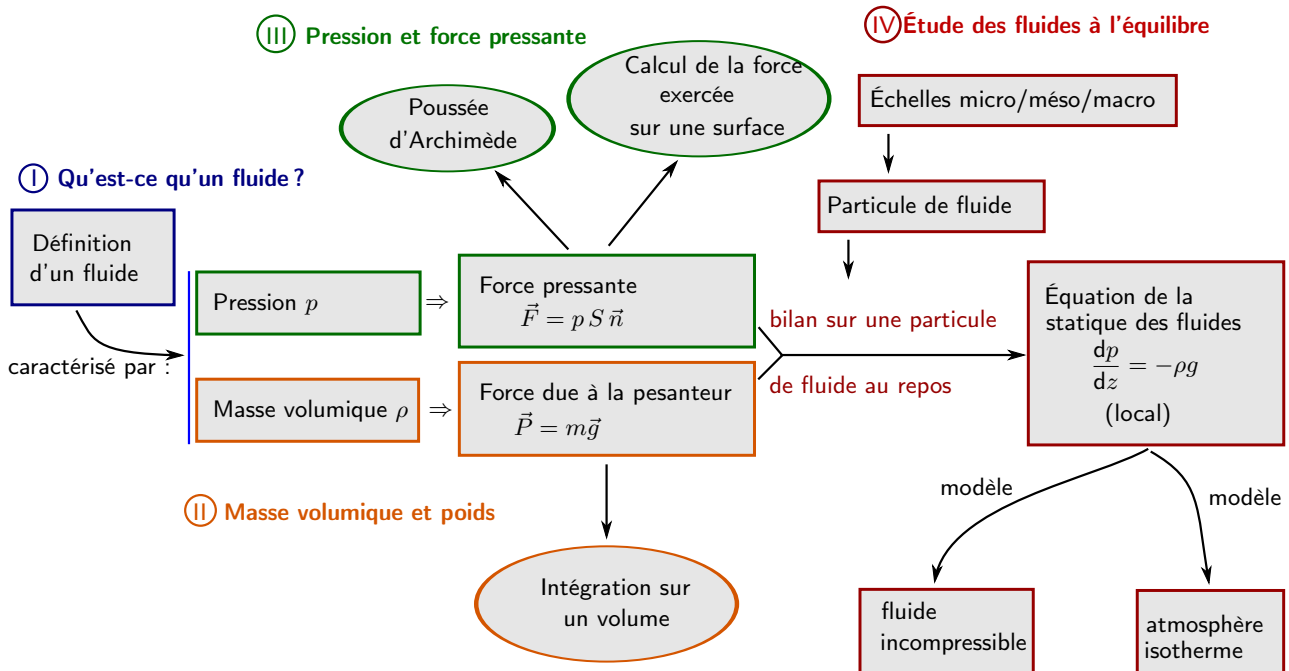 III Pression et force pressante
IV Étude des fluides à l'équilibre
Poussée
d'Archimède
Calcul de la force
exercée
sur une surface
Échelles micro/méso/macro
I Qu'est-ce qu'un fluide ?
Particule de fluide
Définition
d'un fluide
caractérisé par :
Pression p
⇒
Force pressante
F⃗ = p S n⃗
Masse volumique ρ
⇒
Force due à la pesanteur
P⃗ = mg⃗
bilan sur une particule
de fluide au repos
Équation de la
statique des fluides
dp/dz = −ρg
(local)
II Masse volumique et poids
Intégration sur
un volume
modèle
modèle
fluide
incompressible
atmosphère
isotherme